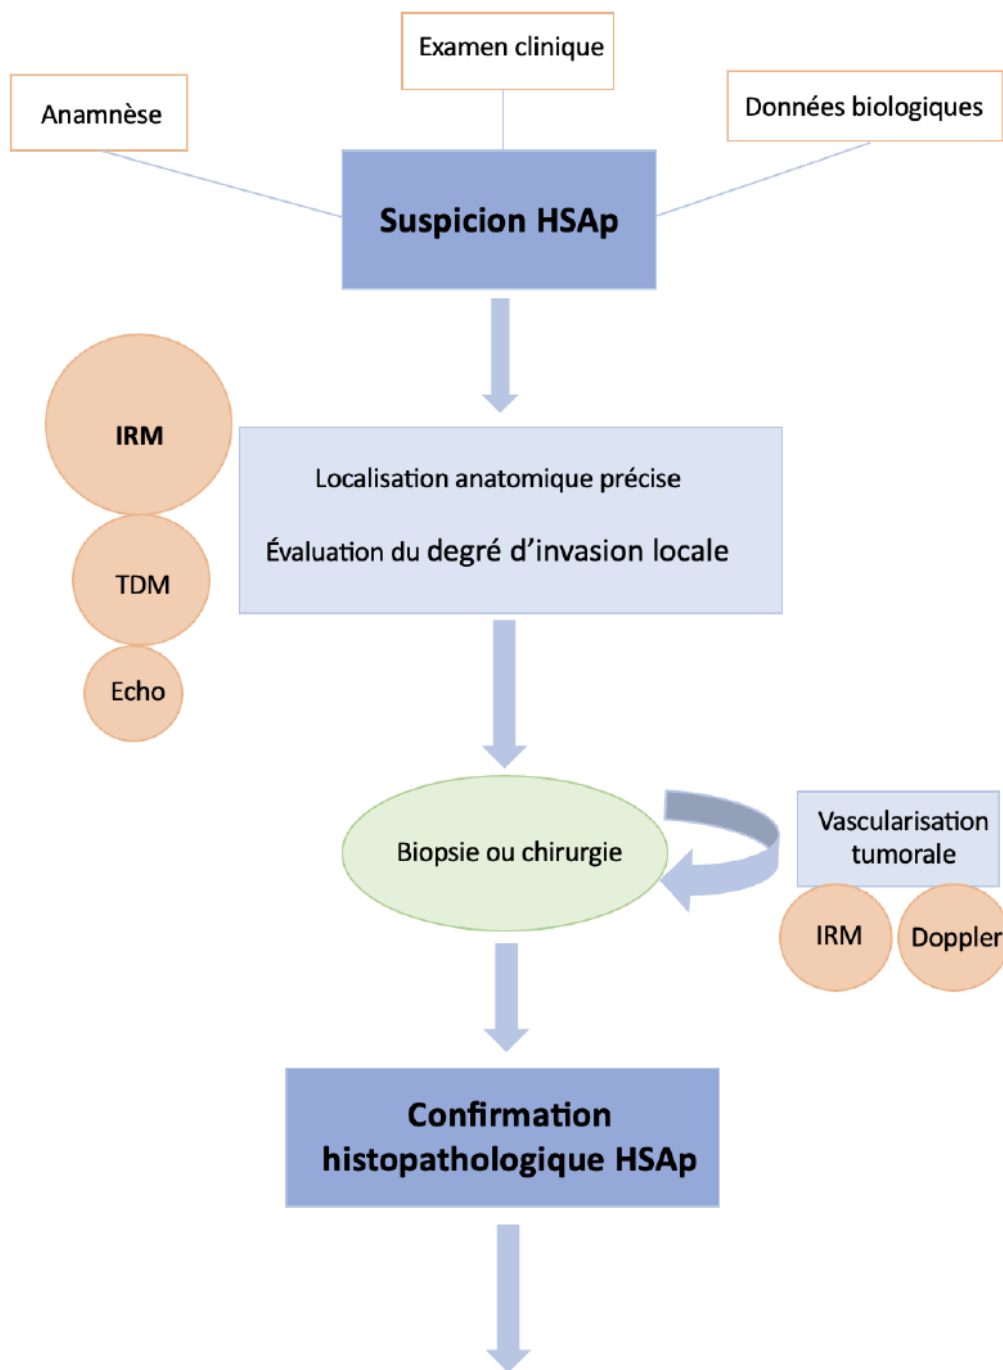 Examen clinique
Anamnèse
Données biologiques
Suspicion HSAp
IRM
Localisation anatomique précise
Évaluation du degré d’invasion locale
TDM
Echo
Biopsie ou chirurgie
Vascularisation
tumorale
IRM
Doppler
Confirmation
histopathologique HSAp